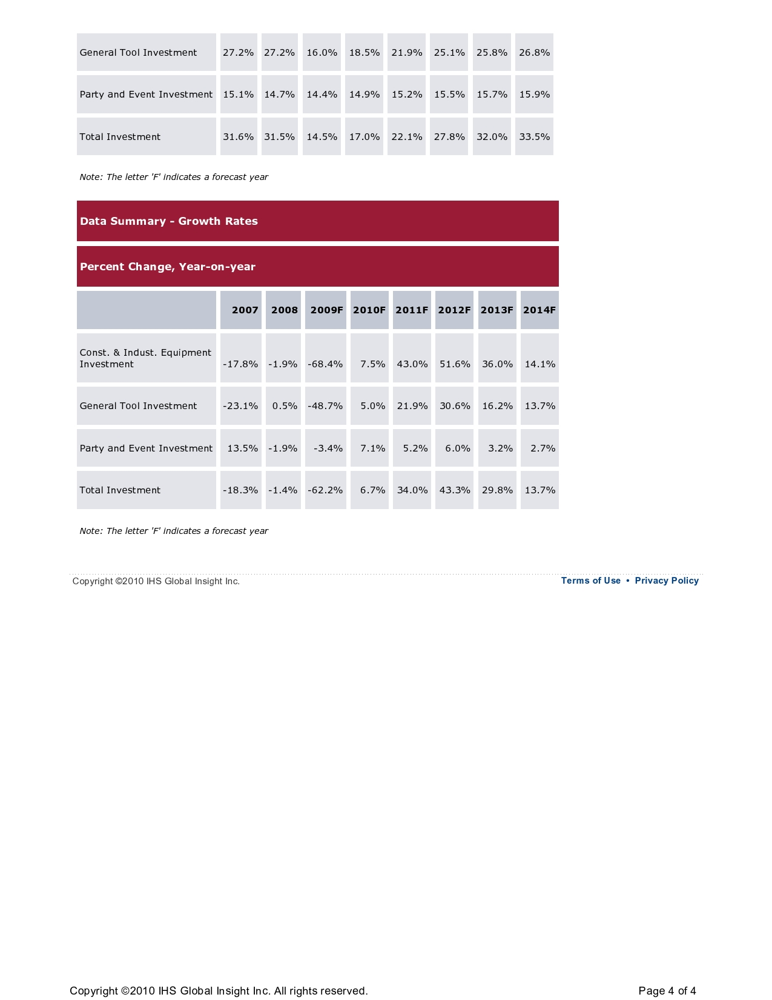 General Tool Investment 27.2% 27.2% 16.0% 18.5% 21.9% 25.1% 25.8% 26.8%
Party and Event Investment 15.1% 14.7% 14.4% 14.9% 15.2% 15.5% 15.7% 15.9%
Total Investment 31.6% 31.5% 14.5% 17.0% 22.1% 27.8% 32.0% 33.5%
Note: The letter 'F' indicates a forecast year
Data Summary - Growth Rates
Percent Change, Year-on-year
2007 2008 2009F 2010F 2011F 2012F 2013F 2014F
Const. & Indust. Equipment
Investment -17.8% -1.9% -68.4% 7.5% 43.0% 51.6% 36.0% 14.1%
General Tool Investment -23.1% 0.5% -48.7% 5.0% 21.9% 30.6% 16.2% 13.7%
Party and Event Investment 13.5% -1.9% -3.4% 7.1% 5.2% 6.0% 3.2% 2.7%
Total Investment -18.3% -1.4% -62.2% 6.7% 34.0% 43.3% 29.8% 13.7%
Note: The letter 'F' indicates a forecast year
Copyright ©2010 IHS Global Insight Inc. Terms of Use • Privacy Policy
Copyright ©2010 IHS Global Insight Inc. All rights reserved. Page 4 of 4